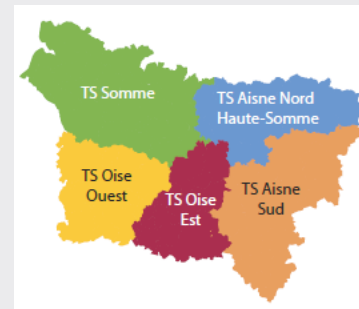 TS Somme
TS Aisne Nord
Haute-Somme
TS Oise
Ouest
TS Oise
Est
TS Aisne
Sud